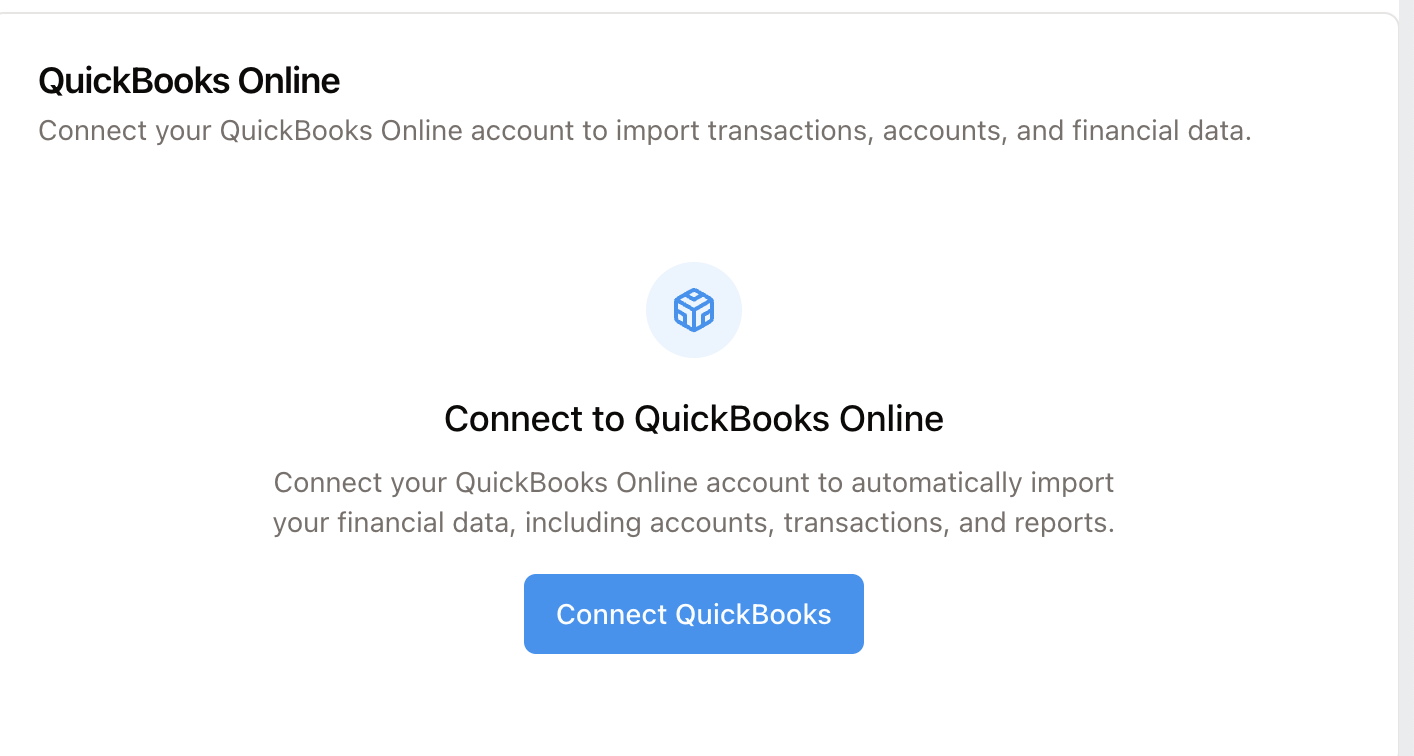 QuickBooks Online
Connect your QuickBooks Online account to import transactions, accounts, and financial data.
Connect to QuickBooks Online
Connect your QuickBooks Online account to automatically import
your financial data, including accounts, transactions, and reports.
Connect QuickBooks